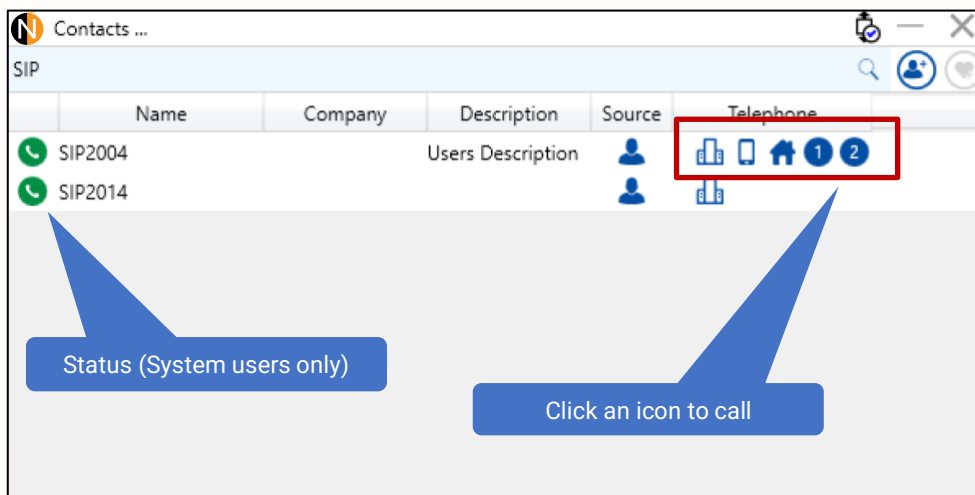 N Contacts ...
SIP
Name Company Description Source Telephone
SIP2004 Users Description 1 2
SIP2014
Status (System users only)
Click an icon to call